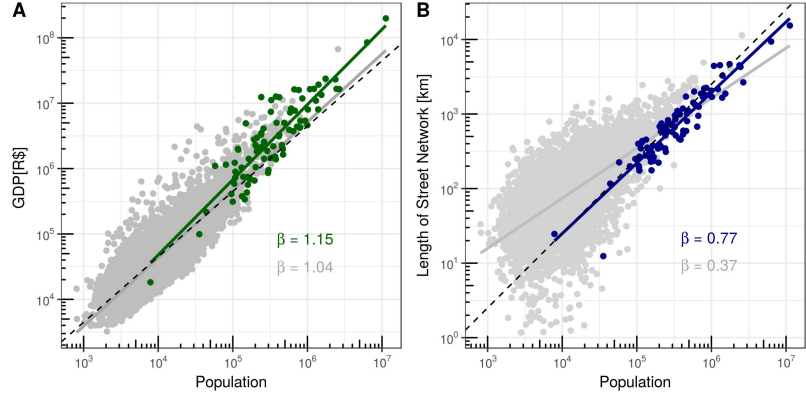 A
GDP[R$]
10^8
10^7
10^6
10^5
10^4
β = 1.15
β = 1.04
10^3 10^4 10^5 10^6 10^7
Population
B
Length of Street Network [km]
10^4
10^3
10^2
10^1
10^0
β = 0.77
β = 0.37
10^3 10^4 10^5 10^6 10^7
Population